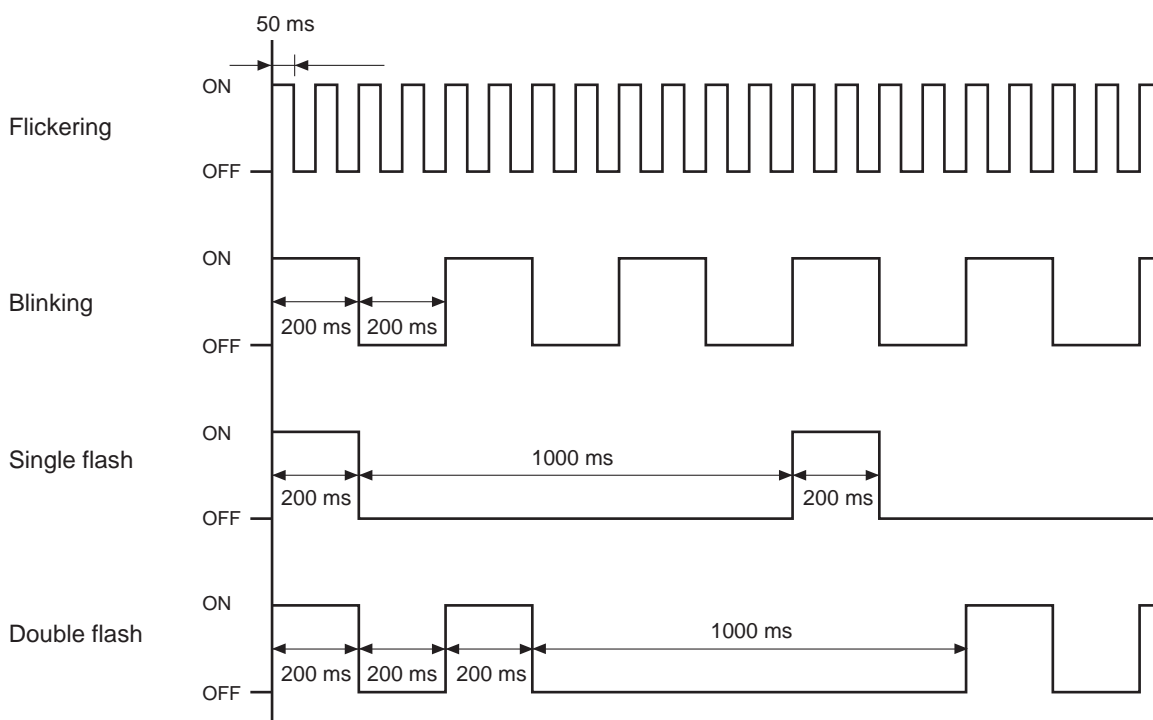 50 ms
ON
Flickering
OFF
ON
Blinking
200 ms 200 ms
OFF
ON
Single flash
1000 ms
200 ms 200 ms
OFF
ON
Double flash
1000 ms
200 ms 200 ms 200 ms
OFF